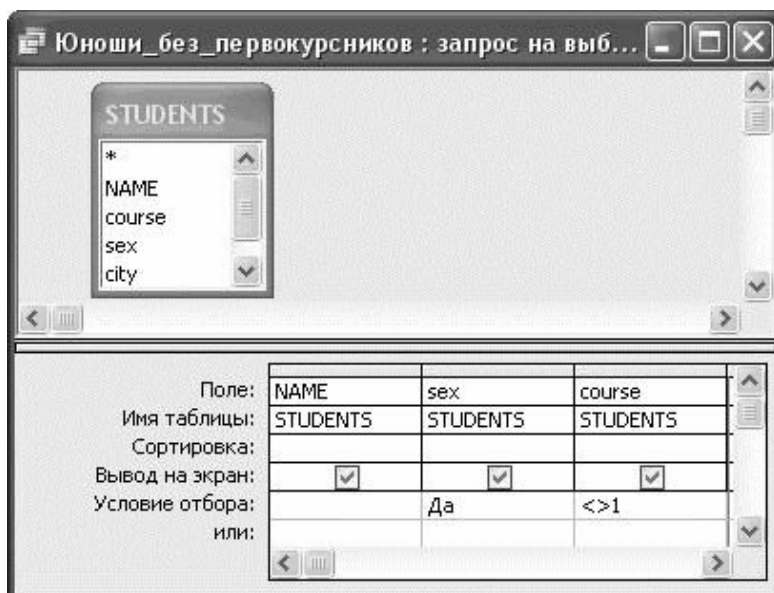 Юноши_без_первокурсников : запрос на выб...
STUDENTS
*
NAME
course
sex
city
Поле: NAME sex course
Имя таблицы: STUDENTS STUDENTS STUDENTS
Сортировка:
Вывод на экран:
Условие отбора: Да <>1
или: